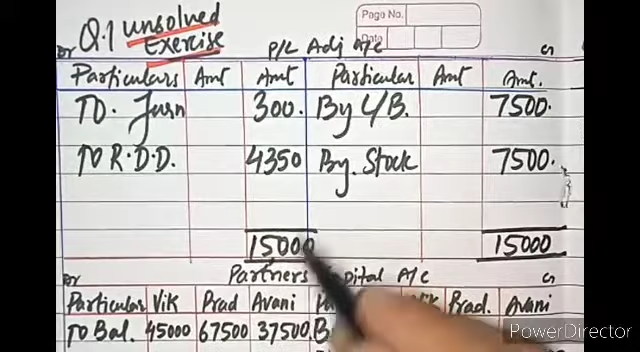 Page No.
Date
Q.1 unsolved
Exercise
Dr P/L Adj A/c Cr
Particulars Amt Amt Particular Amt Amt.
To. Furn 300. By L/B. 7500.
To R.D.D. 4350 By. Stock 7500.
15000 15000
Dr Partners Capital A/c Cr
Particular Vik Prad Avani Prad. Avani
To Bal. 45000 67500 37500.
PowerDirector